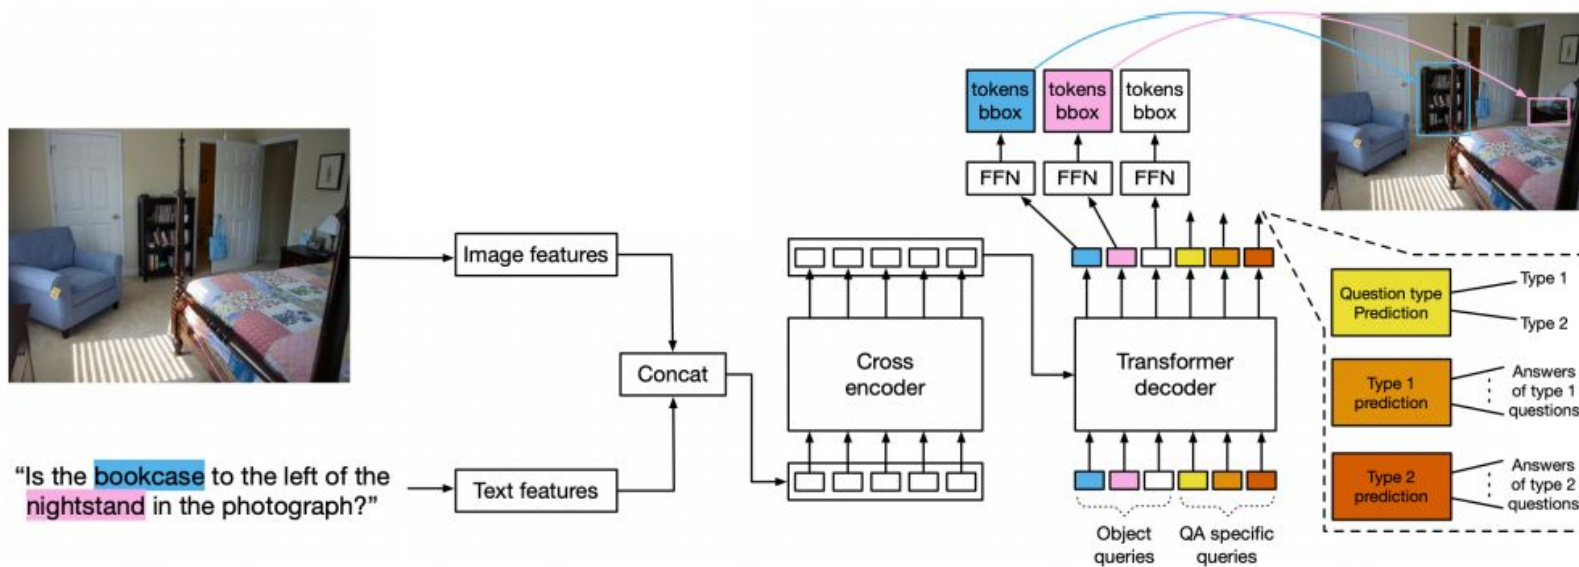 “Is the bookcase to the left of the
nightstand in the photograph?”
Image features
Text features
Concat
Cross
encoder
Transformer
decoder
Object
queries
QA specific
queries
FFN
FFN
FFN
tokens
bbox
tokens
bbox
tokens
bbox
Question type
Prediction
Type 1
Type 2
Type 1
prediction
Answers
of type 1
questions
Type 2
prediction
Answers
of type 2
questions